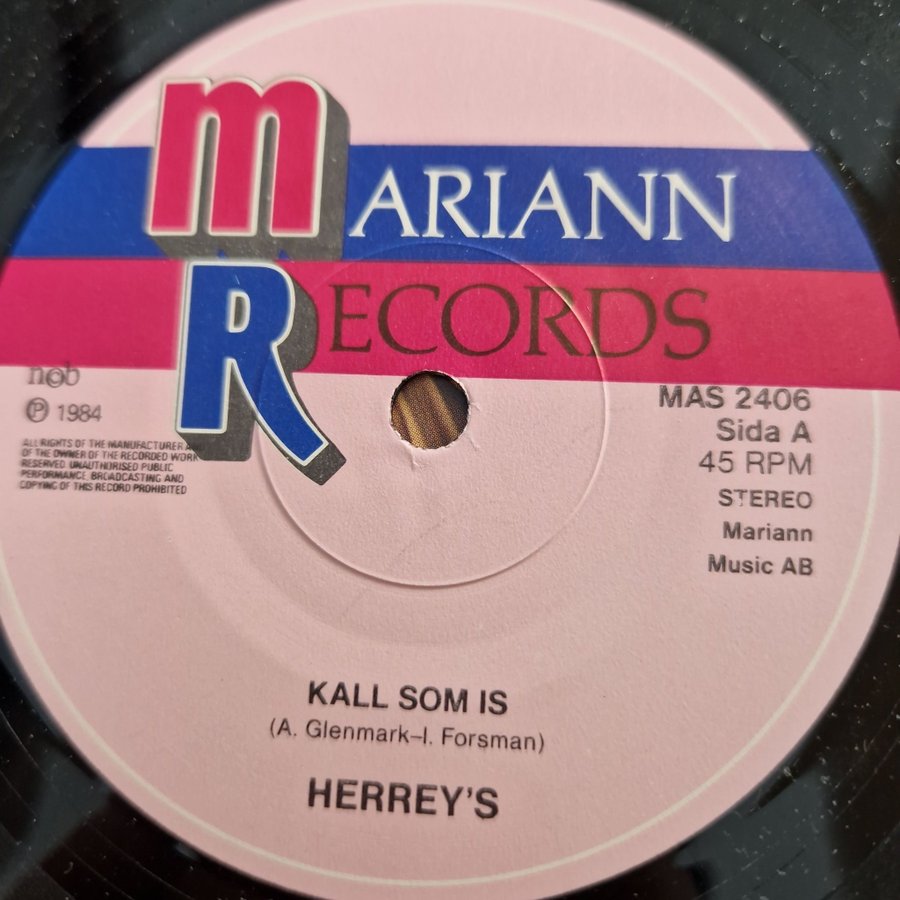 MARIANN
RECORDS
n©b
℗ 1984
ALL RIGHTS OF THE MANUFACTURER AND
OF THE OWNER OF THE RECORDED WORK
RESERVED. UNAUTHORISED PUBLIC
PERFORMANCE, BROADCASTING AND
COPYING OF THIS RECORD PROHIBITED
MAS 2406
Sida A
45 RPM
STEREO
Mariann
Music AB
KALL SOM IS
(A. Glenmark–I. Forsman)
HERREY'S